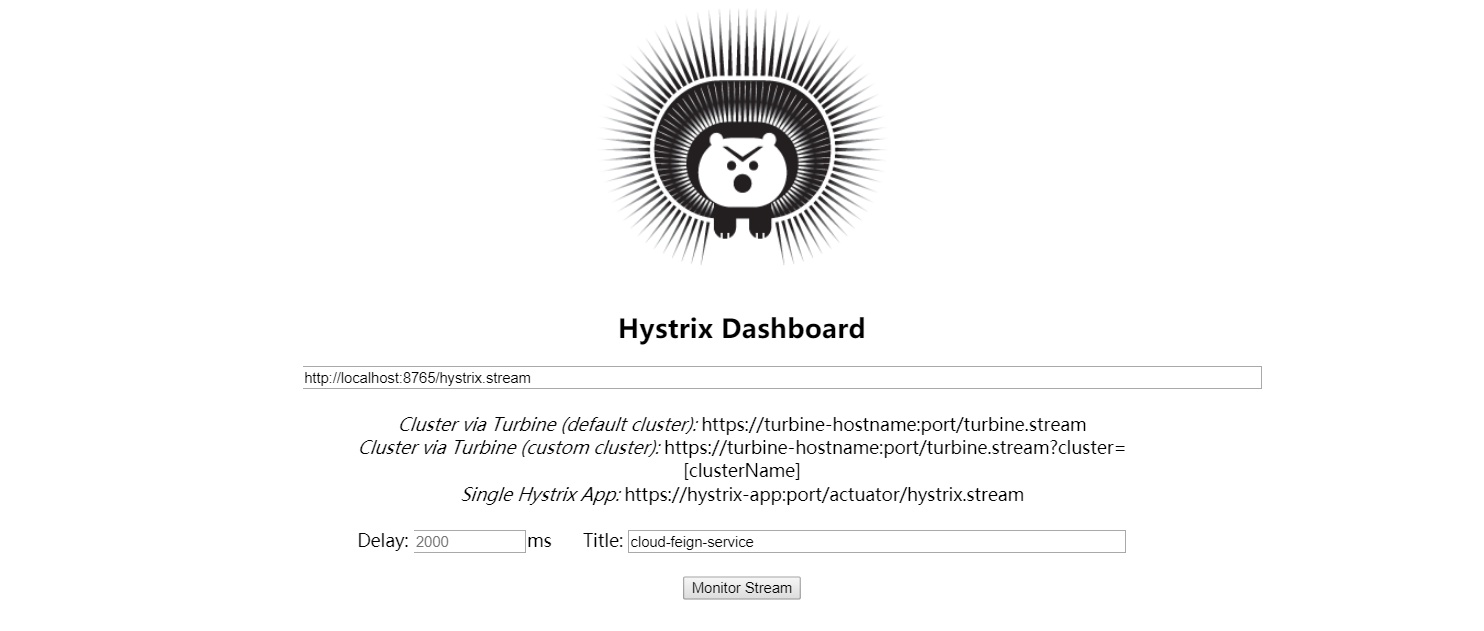 Hystrix Dashboard
http://localhost:8765/hystrix.stream
Cluster via Turbine (default cluster): https://turbine-hostname:port/turbine.stream
Cluster via Turbine (custom cluster): https://turbine-hostname:port/turbine.stream?cluster=
[clusterName]
Single Hystrix App: https://hystrix-app:port/actuator/hystrix.stream
Delay: 2000 ms Title: cloud-feign-service
Monitor Stream